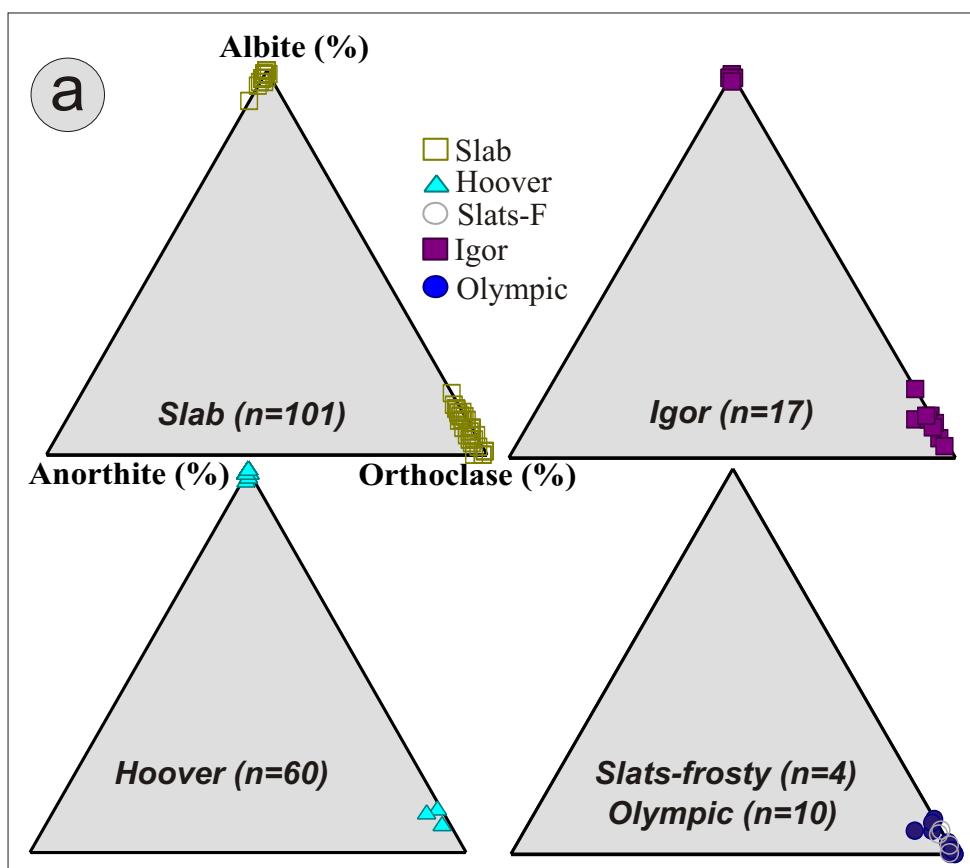 a
Albite (%)
Slab
Hoover
Slats-F
Igor
Olympic
Slab (n=101)
Igor (n=17)
Anorthite (%)
Orthoclase (%)
Hoover (n=60)
Slats-frosty (n=4)
Olympic (n=10)